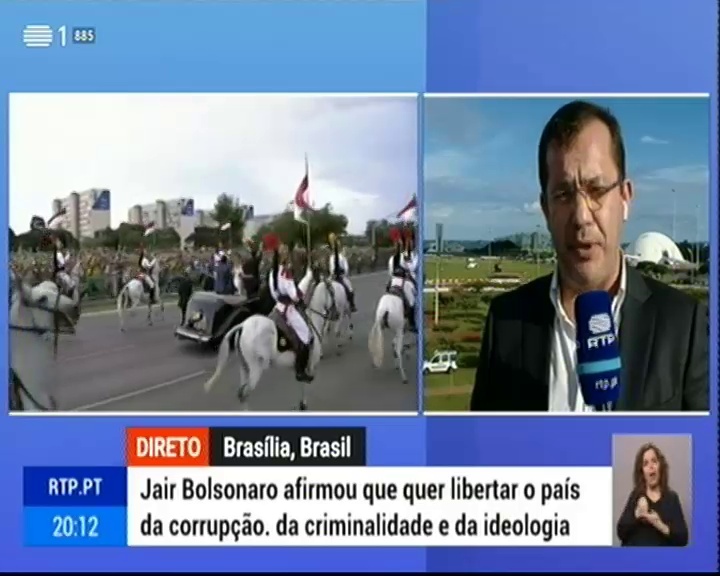 1 885
RTP
rtp.pt
DIRETO Brasília, Brasil
RTP.PT
20:12
Jair Bolsonaro afirmou que quer libertar o país
da corrupção. da criminalidade e da ideologia